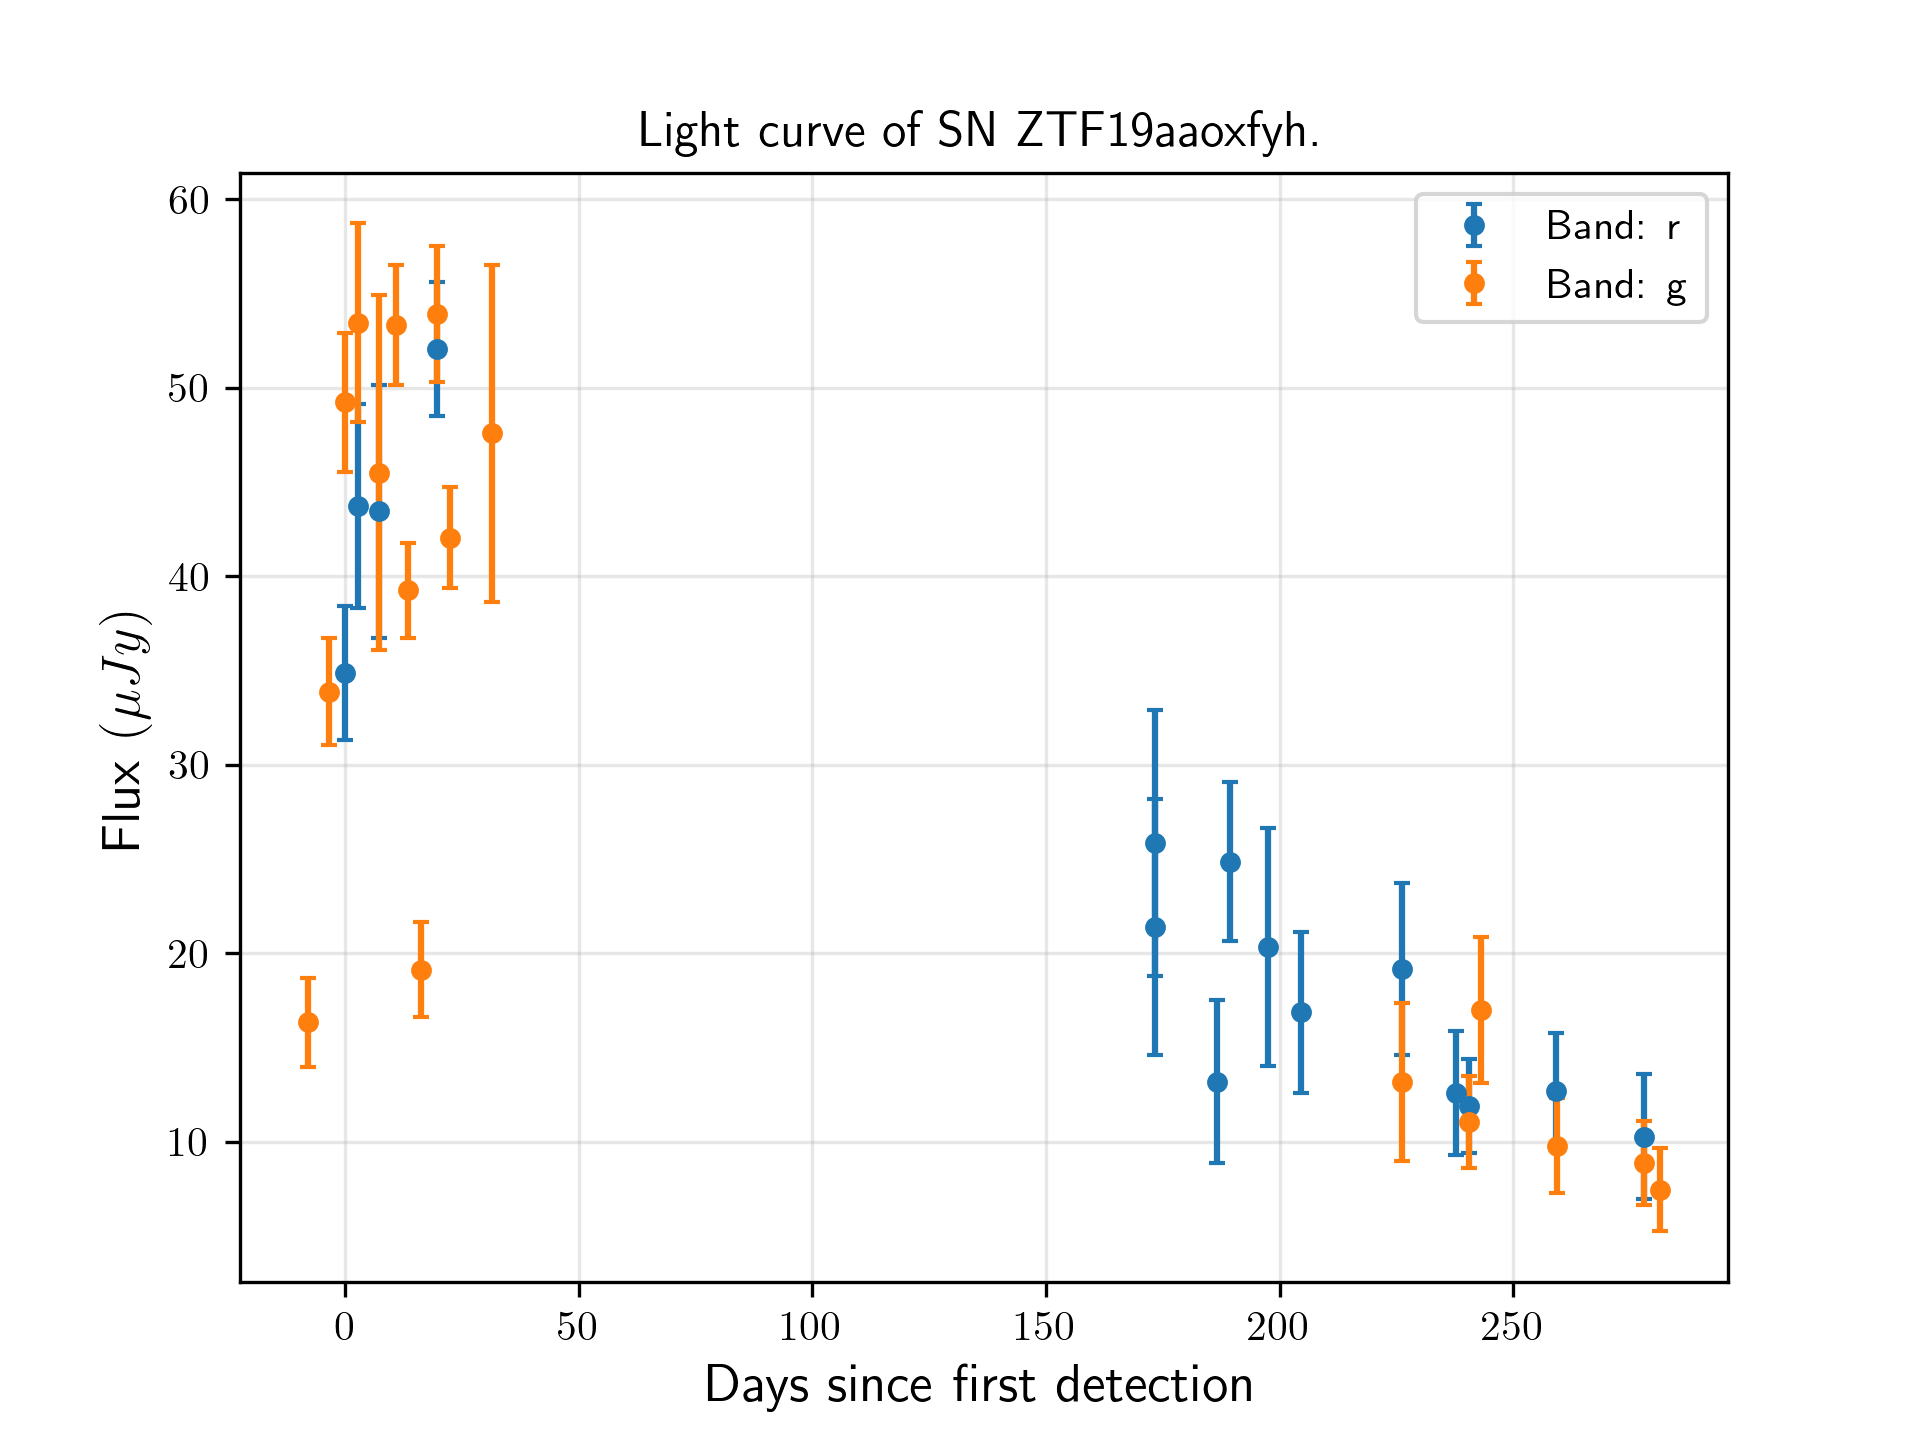 Light curve of SN ZTF19aaoxfyh.
Band: r
Band: g
60
50
40
30
20
10
Flux (μJy)
0 50 100 150 200 250
Days since first detection